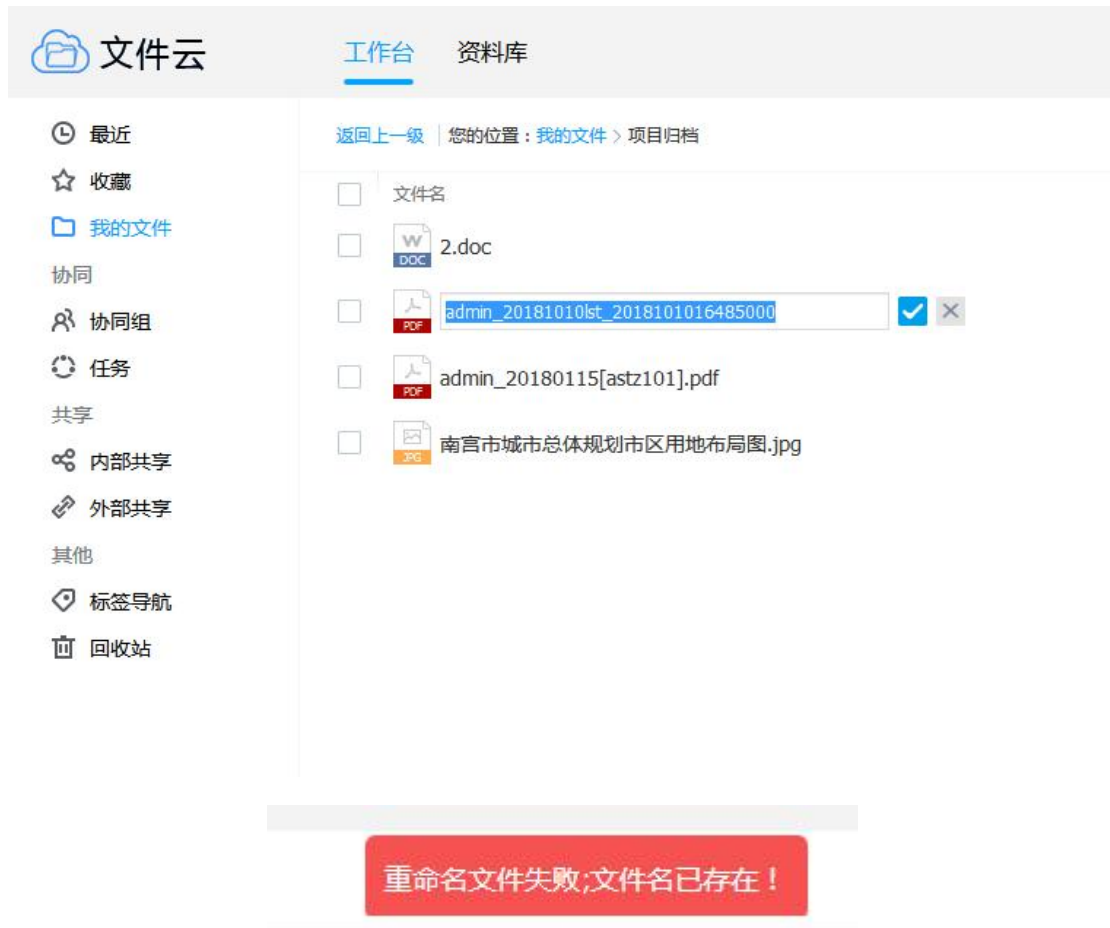 文件云
工作台 资料库
最近
收藏
我的文件
协同
协同组
任务
共享
内部共享
外部共享
其他
标签导航
回收站
返回上一级 您的位置：我的文件 > 项目归档
文件名
W DOC 2.doc
PDF admin_20181010lst_2018101016485000
PDF admin_20180115[astz101].pdf
JPG 南宫市城市总体规划市区用地布局图.jpg
重命名文件失败;文件名已存在！